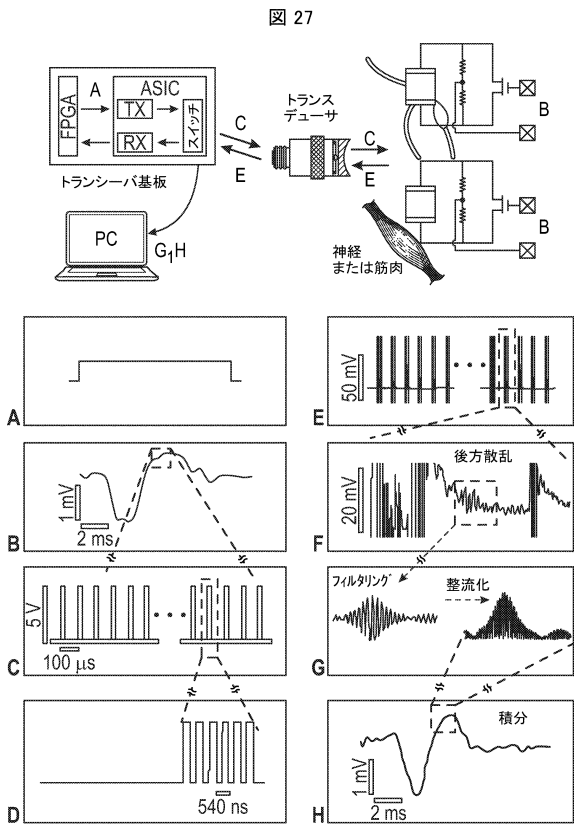 図 27
FPGA
A
ASIC
TX
RX
スイッチ
トランシーバ基板
C
E
トランス
デューサ
C
E
B
B
神経
または筋肉
PC
G₁H
A
B
1 mV
2 ms
C
5 V
100 μs
D
540 ns
E
50 mV
F
20 mV
後方散乱
G
フィルタリング
整流化
H
積分
1 mV
2 ms